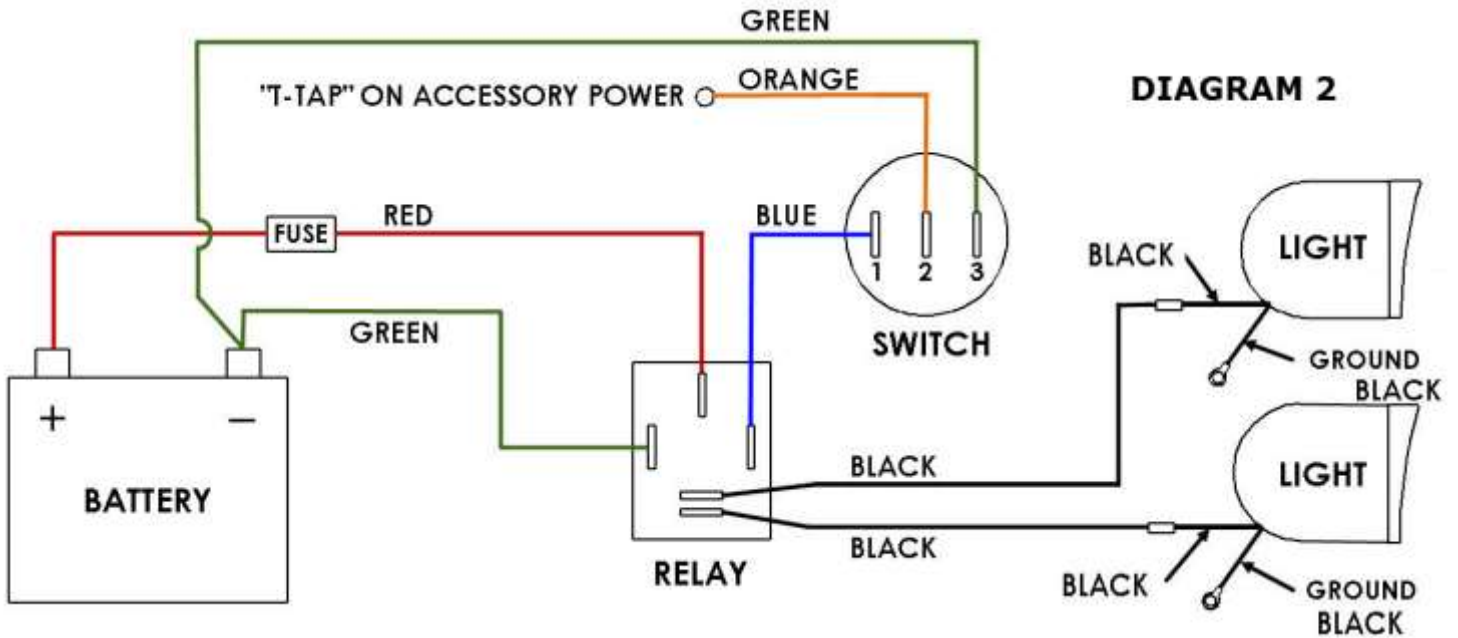 GREEN
"T-TAP" ON ACCESSORY POWER
ORANGE
DIAGRAM 2
FUSE
RED
BLUE
1 2 3
SWITCH
BLACK
LIGHT
GROUND
BLACK
GREEN
+ −
BATTERY
BLACK
BLACK
RELAY
LIGHT
BLACK
GROUND
BLACK